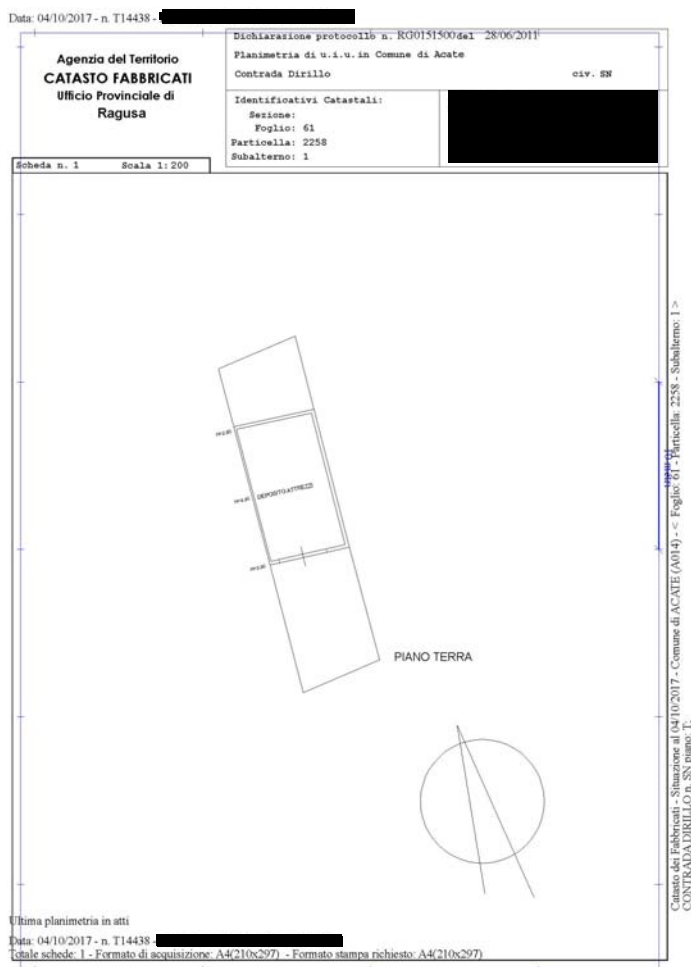 Data: 04/10/2017 - n. T14438 -
Agenzia del Territorio
CATASTO FABBRICATI
Ufficio Provinciale di
Ragusa
Dichiarazione protocollo n. RG0151500del 28/06/2011
Planimetria di u.i.u.in Comune di Acate
Contrada Dirillo civ. SN
Identificativi Catastali:
Sezione:
Foglio: 61
Particella: 2258
Subalterno: 1
Scheda n. 1 Scala 1:200
DEPOSITO ATTREZZI
PIANO TERRA
10 metri
Catasto dei Fabbricati - Situazione al 04/10/2017 - Comune di ACATE (A014) - < Foglio: 61 - Particella: 2258 - Subalterno: 1 >
CONTRADA DIRILLO n. SN piano: T;
Ultima planimetria in atti
Data: 04/10/2017 - n. T14438 -
Totale schede: 1 - Formato di acquisizione: A4(210x297) - Formato stampa richiesto: A4(210x297)